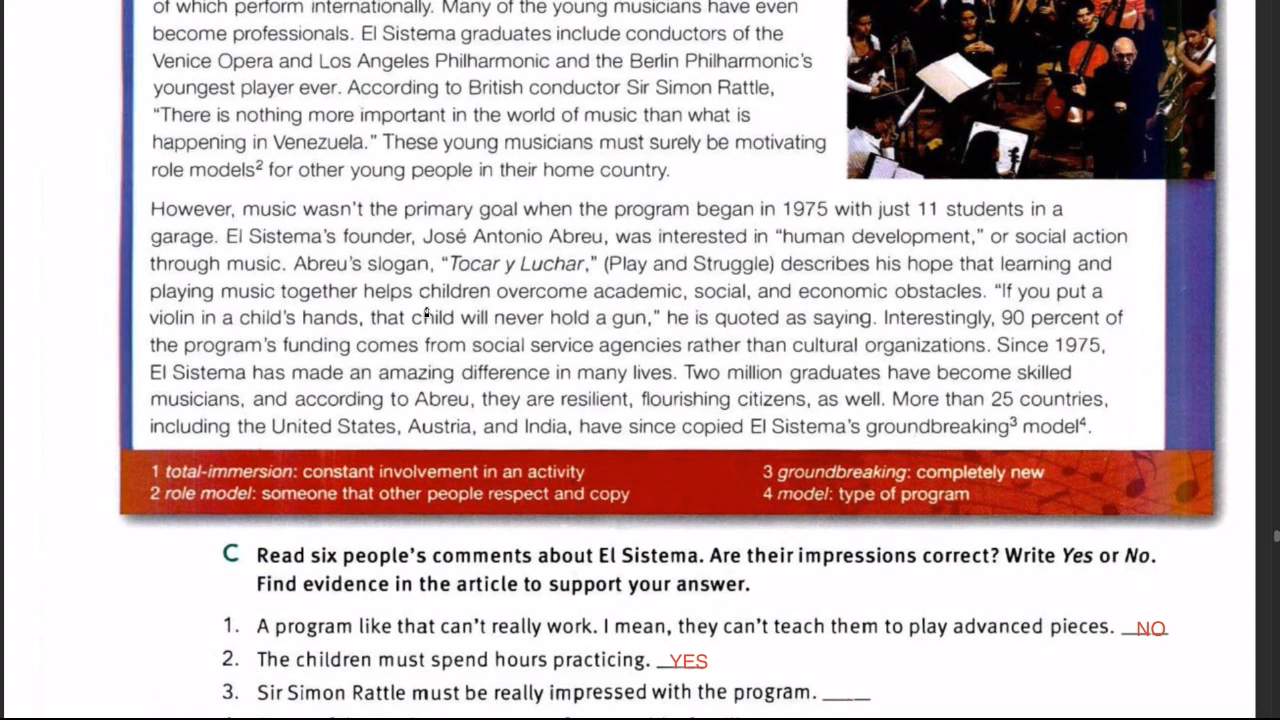 of which perform internationally. Many of the young musicians have even
become professionals. El Sistema graduates include conductors of the
Venice Opera and Los Angeles Philharmonic and the Berlin Philharmonic's
youngest player ever. According to British conductor Sir Simon Rattle,
"There is nothing more important in the world of music than what is
happening in Venezuela." These young musicians must surely be motivating
role models² for other young people in their home country.
However, music wasn't the primary goal when the program began in 1975 with just 11 students in a
garage. El Sistema's founder, José Antonio Abreu, was interested in "human development," or social action
through music. Abreu's slogan, "Tocar y Luchar," (Play and Struggle) describes his hope that learning and
playing music together helps children overcome academic, social, and economic obstacles. "If you put a
violin in a child's hands, that child will never hold a gun," he is quoted as saying. Interestingly, 90 percent of
the program's funding comes from social service agencies rather than cultural organizations. Since 1975,
El Sistema has made an amazing difference in many lives. Two million graduates have become skilled
musicians, and according to Abreu, they are resilient, flourishing citizens, as well. More than 25 countries,
including the United States, Austria, and India, have since copied El Sistema's groundbreaking³ model⁴.
1 total-immersion: constant involvement in an activity
2 role model: someone that other people respect and copy
3 groundbreaking: completely new
4 model: type of program
C Read six people's comments about El Sistema. Are their impressions correct? Write Yes or No.
Find evidence in the article to support your answer.
1. A program like that can't really work. I mean, they can't teach them to play advanced pieces. NO
2. The children must spend hours practicing. YES
3. Sir Simon Rattle must be really impressed with the program. ____